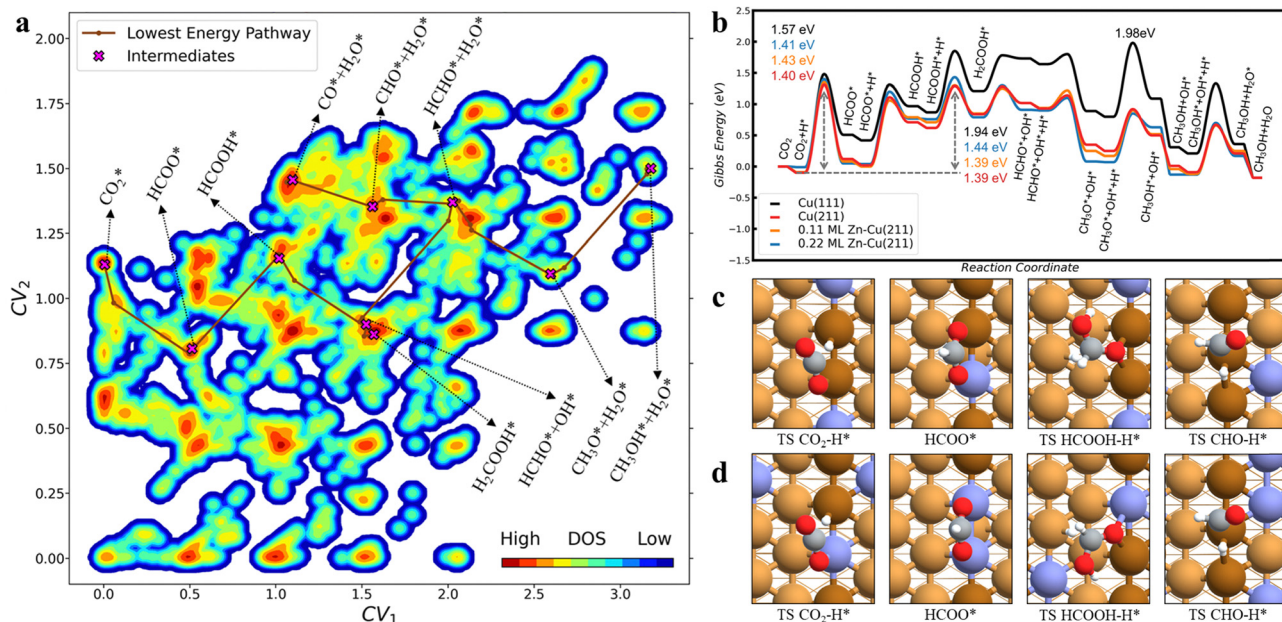 a
Lowest Energy Pathway
Intermediates
CO₂*
HCOO*
HCOOH*
CO*+H₂O*
CHO*+H₂O*
HCHO*+H₂O*
H₂COOH*
HCHO*+OH*
CH₃O*+H₂O*
CH₃OH*+H₂O*
2.00
1.75
1.50
1.25
1.00
0.75
0.50
0.25
0.00
CV₂
High DOS Low
0.0 0.5 1.0 1.5 2.0 2.5 3.0
CV₁
b
2.5
2.0
1.5
1.0
0.5
0.0
-0.5
-1.0
-1.5
Gibbs Energy (eV)
1.57 eV
1.41 eV
1.43 eV
1.40 eV
1.98eV
1.94 eV
1.44 eV
1.39 eV
1.39 eV
CO₂
CO₂+H*
HCOO*
HCOO*+H*
HCOOH*
HCOOH*+H*
H₂COOH*
HCHO*+OH*
HCHO*+OH*+H*
CH₃O*+OH*
CH₃O*+OH*+H*
CH₃OH*+OH*
CH₃OH+OH*
CH₃OH*+OH*+H*
CH₃OH+H₂O*
CH₃OH+H₂O
Cu(111)
Cu(211)
0.11 ML Zn-Cu(211)
0.22 ML Zn-Cu(211)
Reaction Coordinate
c
TS CO₂-H* HCOO* TS HCOOH-H* TS CHO-H*
d
TS CO₂-H* HCOO* TS HCOOH-H* TS CHO-H*